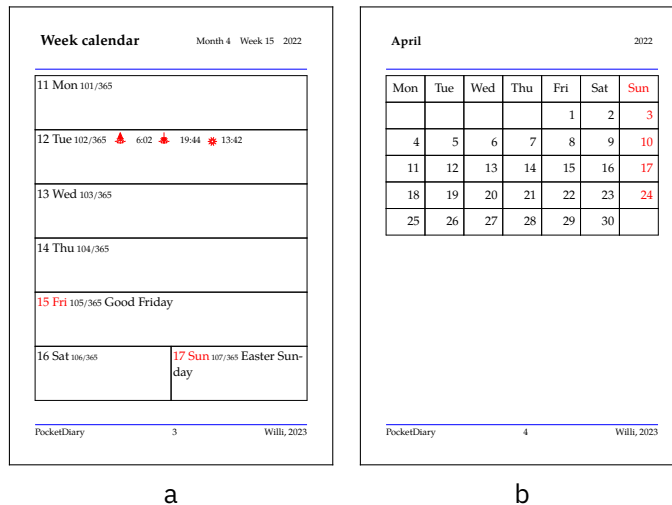 Week calendar Month 4 Week 15 2022
11 Mon 101/365
12 Tue 102/365 6:02 19:44 13:42
13 Wed 103/365
14 Thu 104/365
15 Fri 105/365 Good Friday
16 Sat 106/365
17 Sun 107/365 Easter Sun-
day
PocketDiary 3 Willi, 2023
a
April 2022
Mon Tue Wed Thu Fri Sat Sun
1 2 3
4 5 6 7 8 9 10
11 12 13 14 15 16 17
18 19 20 21 22 23 24
25 26 27 28 29 30
PocketDiary 4 Willi, 2023
b